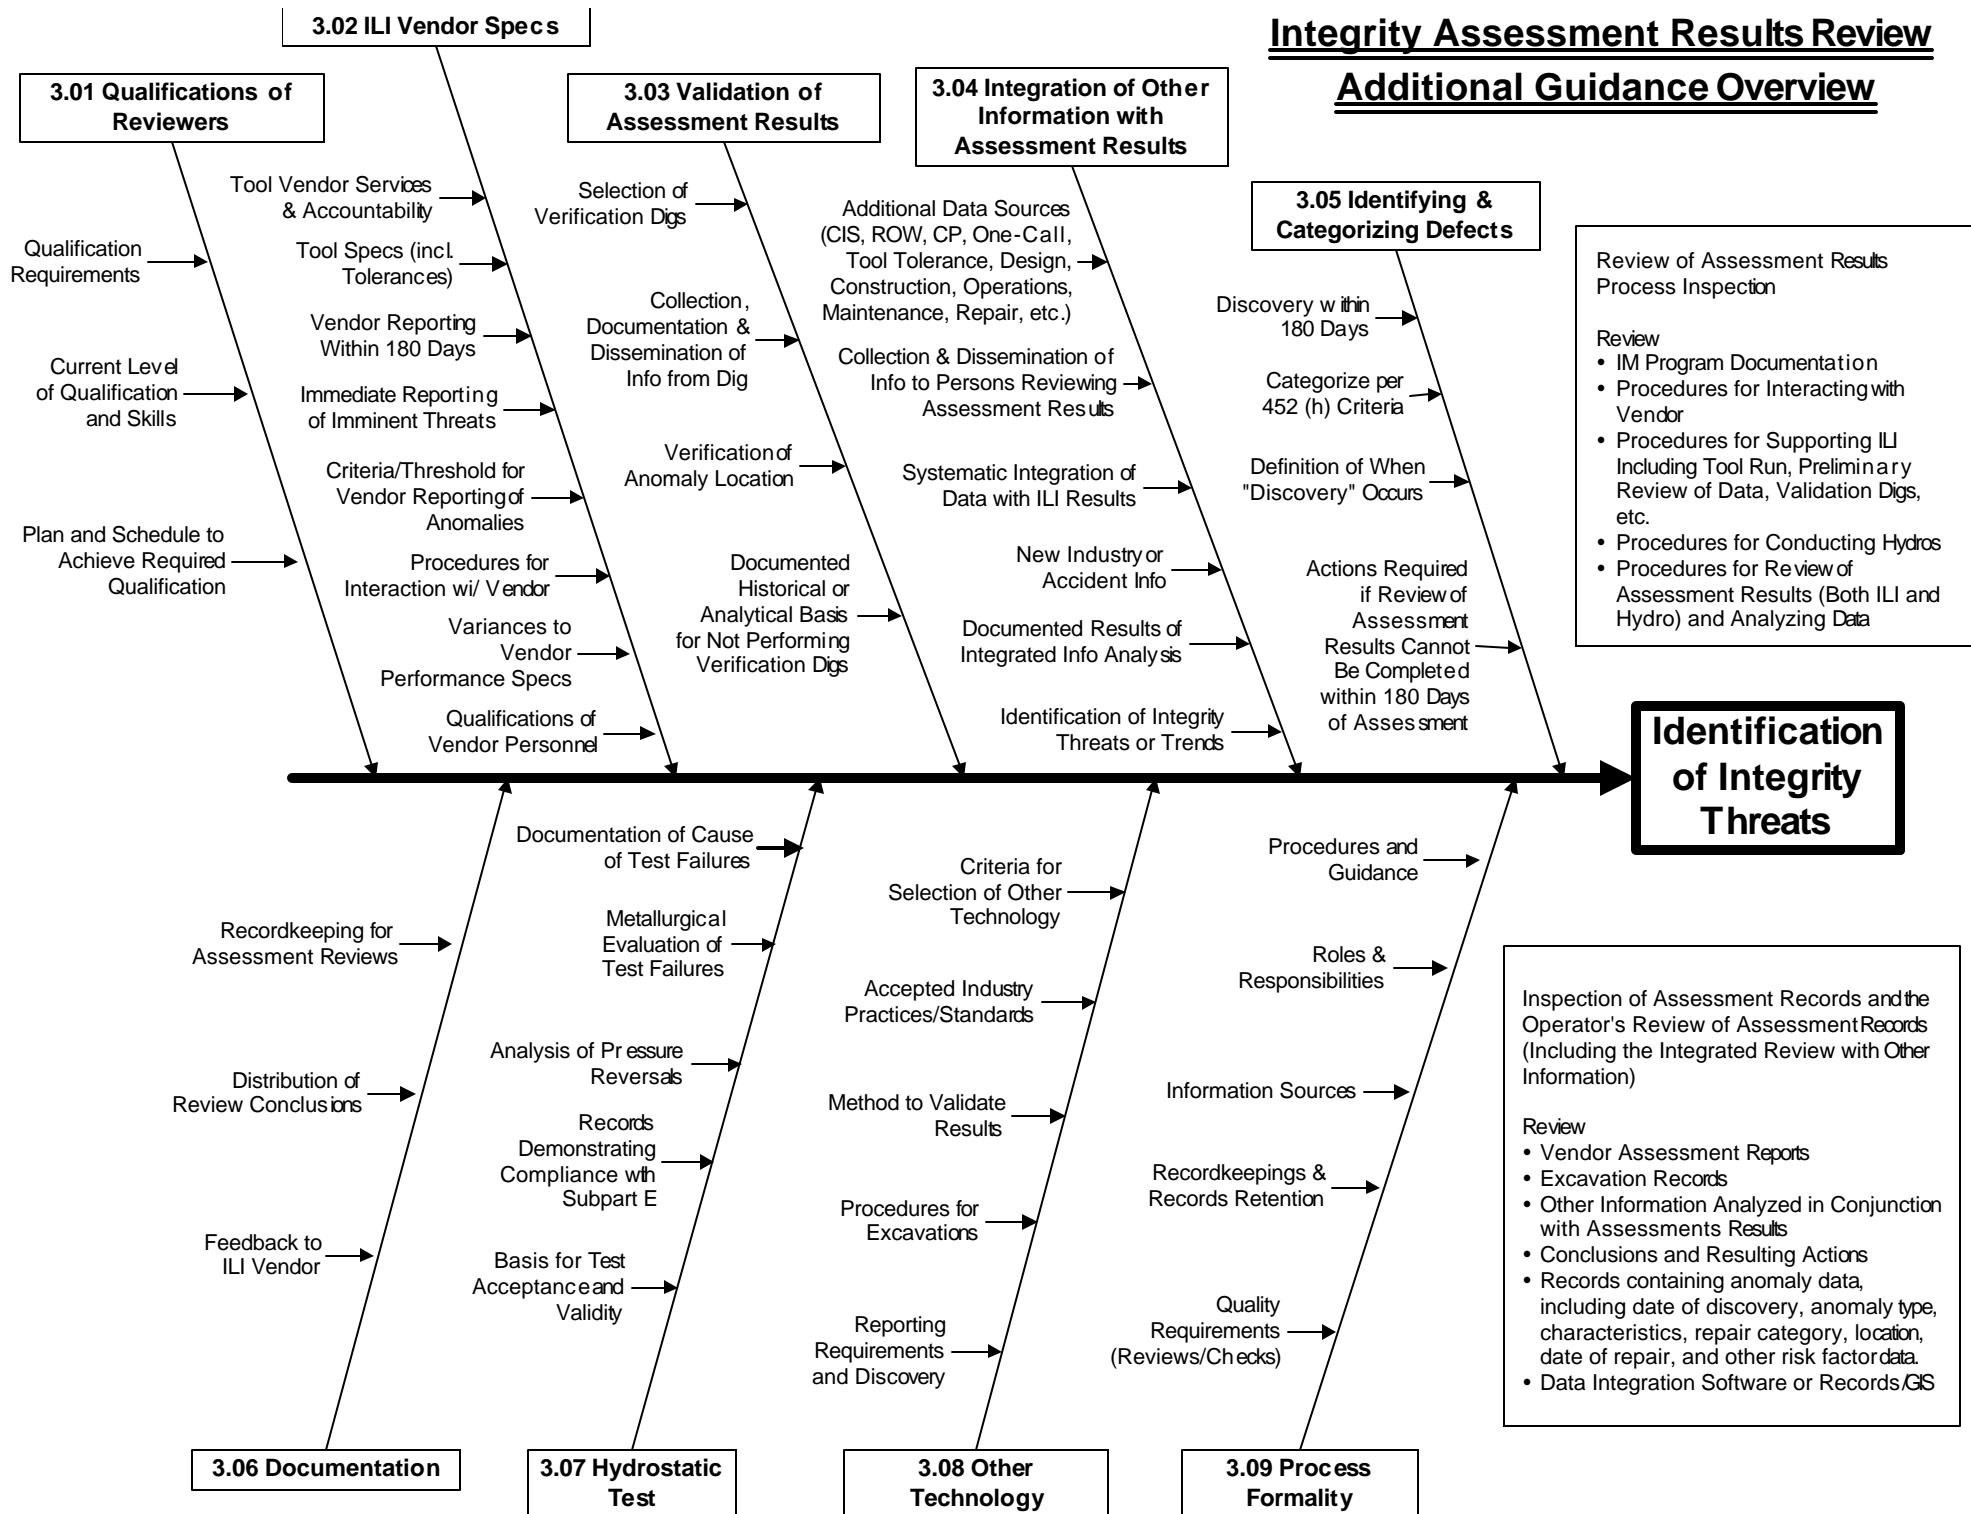 Integrity Assessment Results Review
Additional Guidance Overview
3.02 ILI Vendor Specs
3.01 Qualifications of
Reviewers
3.03 Validation of
Assessment Results
3.04 Integration of Other
Information with
Assessment Results
3.05 Identifying &
Categorizing Defects
Qualification
Requirements
Current Level
of Qualification
and Skills
Plan and Schedule to
Achieve Required
Qualification
Tool Vendor Services
& Accountability
Tool Specs (incl.
Tolerances)
Vendor Reporting
Within 180 Days
Immediate Reporting
of Imminent Threats
Criteria/Threshold for
Vendor Reporting of
Anomalies
Procedures for
Interaction w/ Vendor
Variances to
Vendor
Performance Specs
Qualifications of
Vendor Personnel
Selection of
Verification Digs
Collection,
Documentation &
Dissemination of
Info from Dig
Verification of
Anomaly Location
Documented
Historical or
Analytical Basis
for Not Performing
Verification Digs
Additional Data Sources
(CIS, ROW, CP, One-Call,
Tool Tolerance, Design,
Construction, Operations,
Maintenance, Repair, etc.)
Collection & Dissemination of
Info to Persons Reviewing
Assessment Results
Systematic Integration of
Data with ILI Results
New Industry or
Accident Info
Documented Results of
Integrated Info Analysis
Identification of Integrity
Threats or Trends
Discovery within
180 Days
Categorize per
452 (h) Criteria
Definition of When
"Discovery" Occurs
Actions Required
if Review of
Assessment
Results Cannot
Be Completed
within 180 Days
of Assessment
Review of Assessment Results
Process Inspection
Review
• IM Program Documentation
• Procedures for Interacting with
Vendor
• Procedures for Supporting ILI
Including Tool Run, Preliminary
Review of Data, Validation Digs,
etc.
• Procedures for Conducting Hydros
• Procedures for Review of
Assessment Results (Both ILI and
Hydro) and Analyzing Data
Identification
of Integrity
Threats
Recordkeeping for
Assessment Reviews
Distribution of
Review Conclusions
Feedback to
ILI Vendor
Documentation of Cause
of Test Failures
Metallurgical
Evaluation of
Test Failures
Analysis of Pressure
Reversals
Records
Demonstrating
Compliance with
Subpart E
Basis for Test
Acceptance and
Validity
Criteria for
Selection of Other
Technology
Accepted Industry
Practices/Standards
Method to Validate
Results
Procedures for
Excavations
Reporting
Requirements
and Discovery
Procedures and
Guidance
Roles &
Responsibilities
Information Sources
Recordkeepings &
Records Retention
Quality
Requirements
(Reviews/Checks)
Inspection of Assessment Records and the
Operator's Review of Assessment Records
(Including the Integrated Review with Other
Information)
Review
• Vendor Assessment Reports
• Excavation Records
• Other Information Analyzed in Conjunction
with Assessments Results
• Conclusions and Resulting Actions
• Records containing anomaly data,
including date of discovery, anomaly type,
characteristics, repair category, location,
date of repair, and other risk factor data.
• Data Integration Software or Records/GIS
3.06 Documentation
3.07 Hydrostatic
Test
3.08 Other
Technology
3.09 Process
Formality